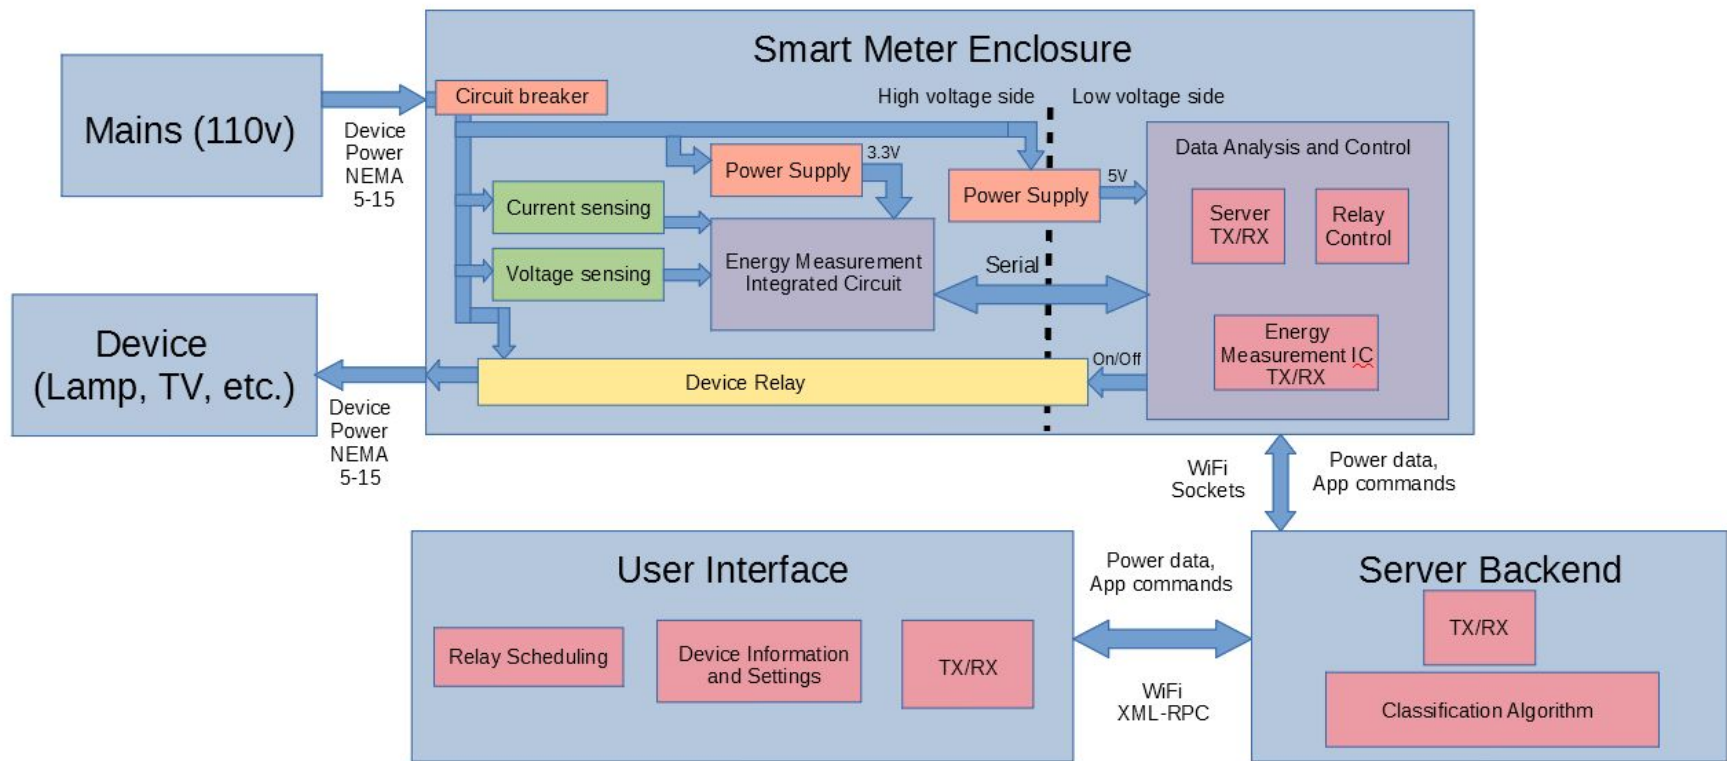 Smart Meter Enclosure
Mains (110v)
Device
Power
NEMA
5-15
Circuit breaker
High voltage side
Low voltage side
Power Supply
3.3V
Power Supply
5V
Current sensing
Voltage sensing
Energy Measurement
Integrated Circuit
Serial
Data Analysis and Control
Server
TX/RX
Relay
Control
Energy
Measurement IC
TX/RX
On/Off
Device Relay
Device
(Lamp, TV, etc.)
Device
Power
NEMA
5-15
WiFi
Sockets
Power data,
App commands
User Interface
Relay Scheduling
Device Information
and Settings
TX/RX
Power data,
App commands
WiFi
XML-RPC
Server Backend
TX/RX
Classification Algorithm